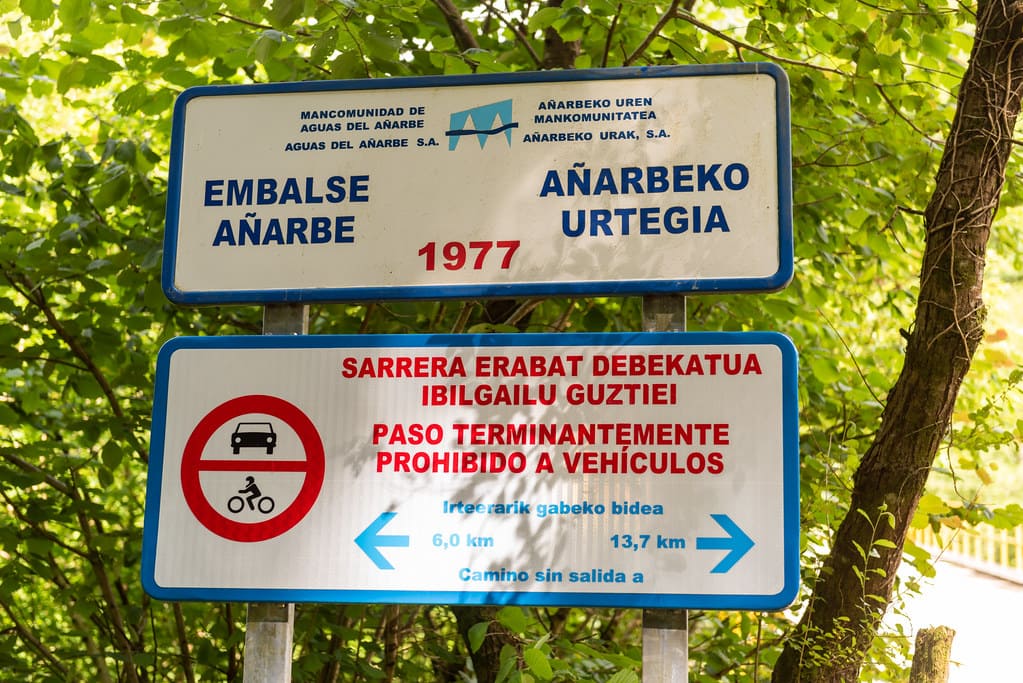 MANCOMUNIDAD DE
AGUAS DEL AÑARBE
AGUAS DEL AÑARBE S.A.
AÑARBEKO UREN
MANKOMUNITATEA
AÑARBEKO URAK, S.A.
EMBALSE
AÑARBE
AÑARBEKO
URTEGIA
1977
SARRERA ERABAT DEBEKATUA
IBILGAILU GUZTIEI
PASO TERMINANTEMENTE
PROHIBIDO A VEHÍCULOS
Irteerarik gabeko bidea
6,0 km
13,7 km
Camino sin salida a